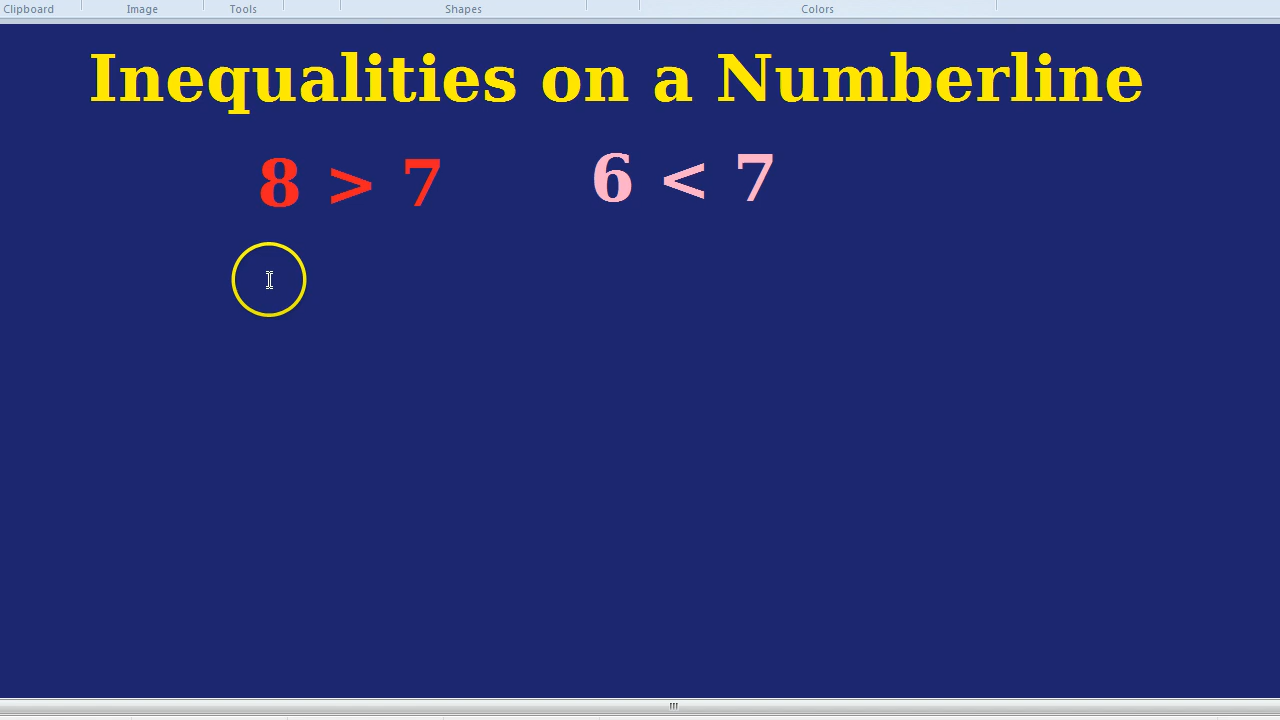 Clipboard Image Tools Shapes Colors
Inequalities on a Numberline
8 > 7 6 < 7